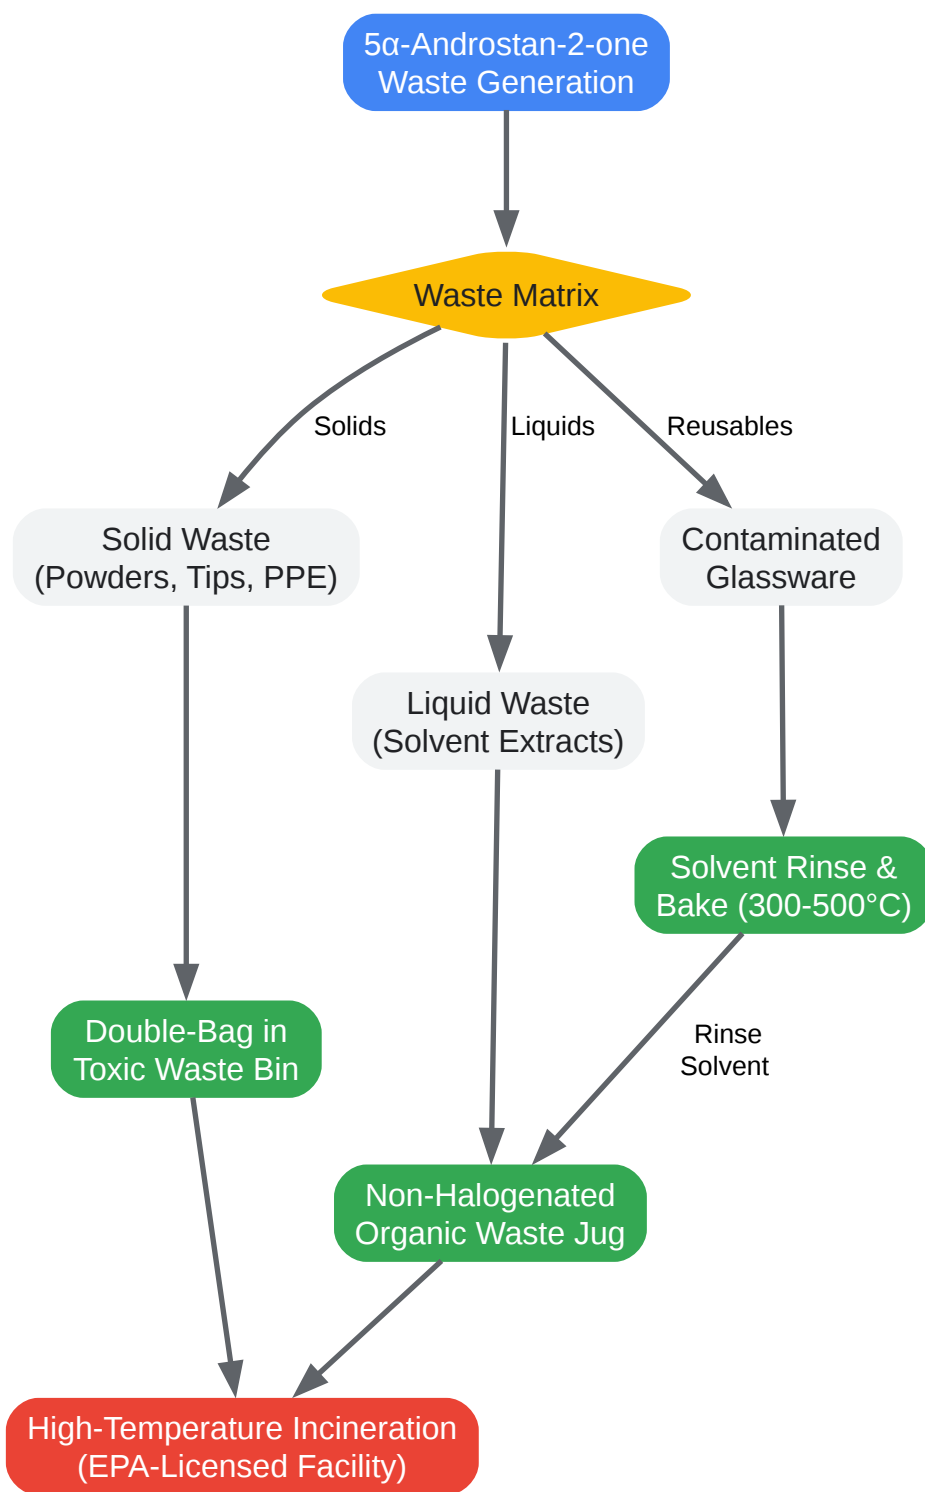 5α-Androstan-2-one
Waste Generation
Waste Matrix
Solids
Liquids
Reusables
Solid Waste
(Powders, Tips, PPE)
Contaminated
Glassware
Liquid Waste
(Solvent Extracts)
Solvent Rinse &
Bake (300-500°C)
Double-Bag in
Toxic Waste Bin
Rinse
Solvent
Non-Halogenated
Organic Waste Jug
High-Temperature Incineration
(EPA-Licensed Facility)